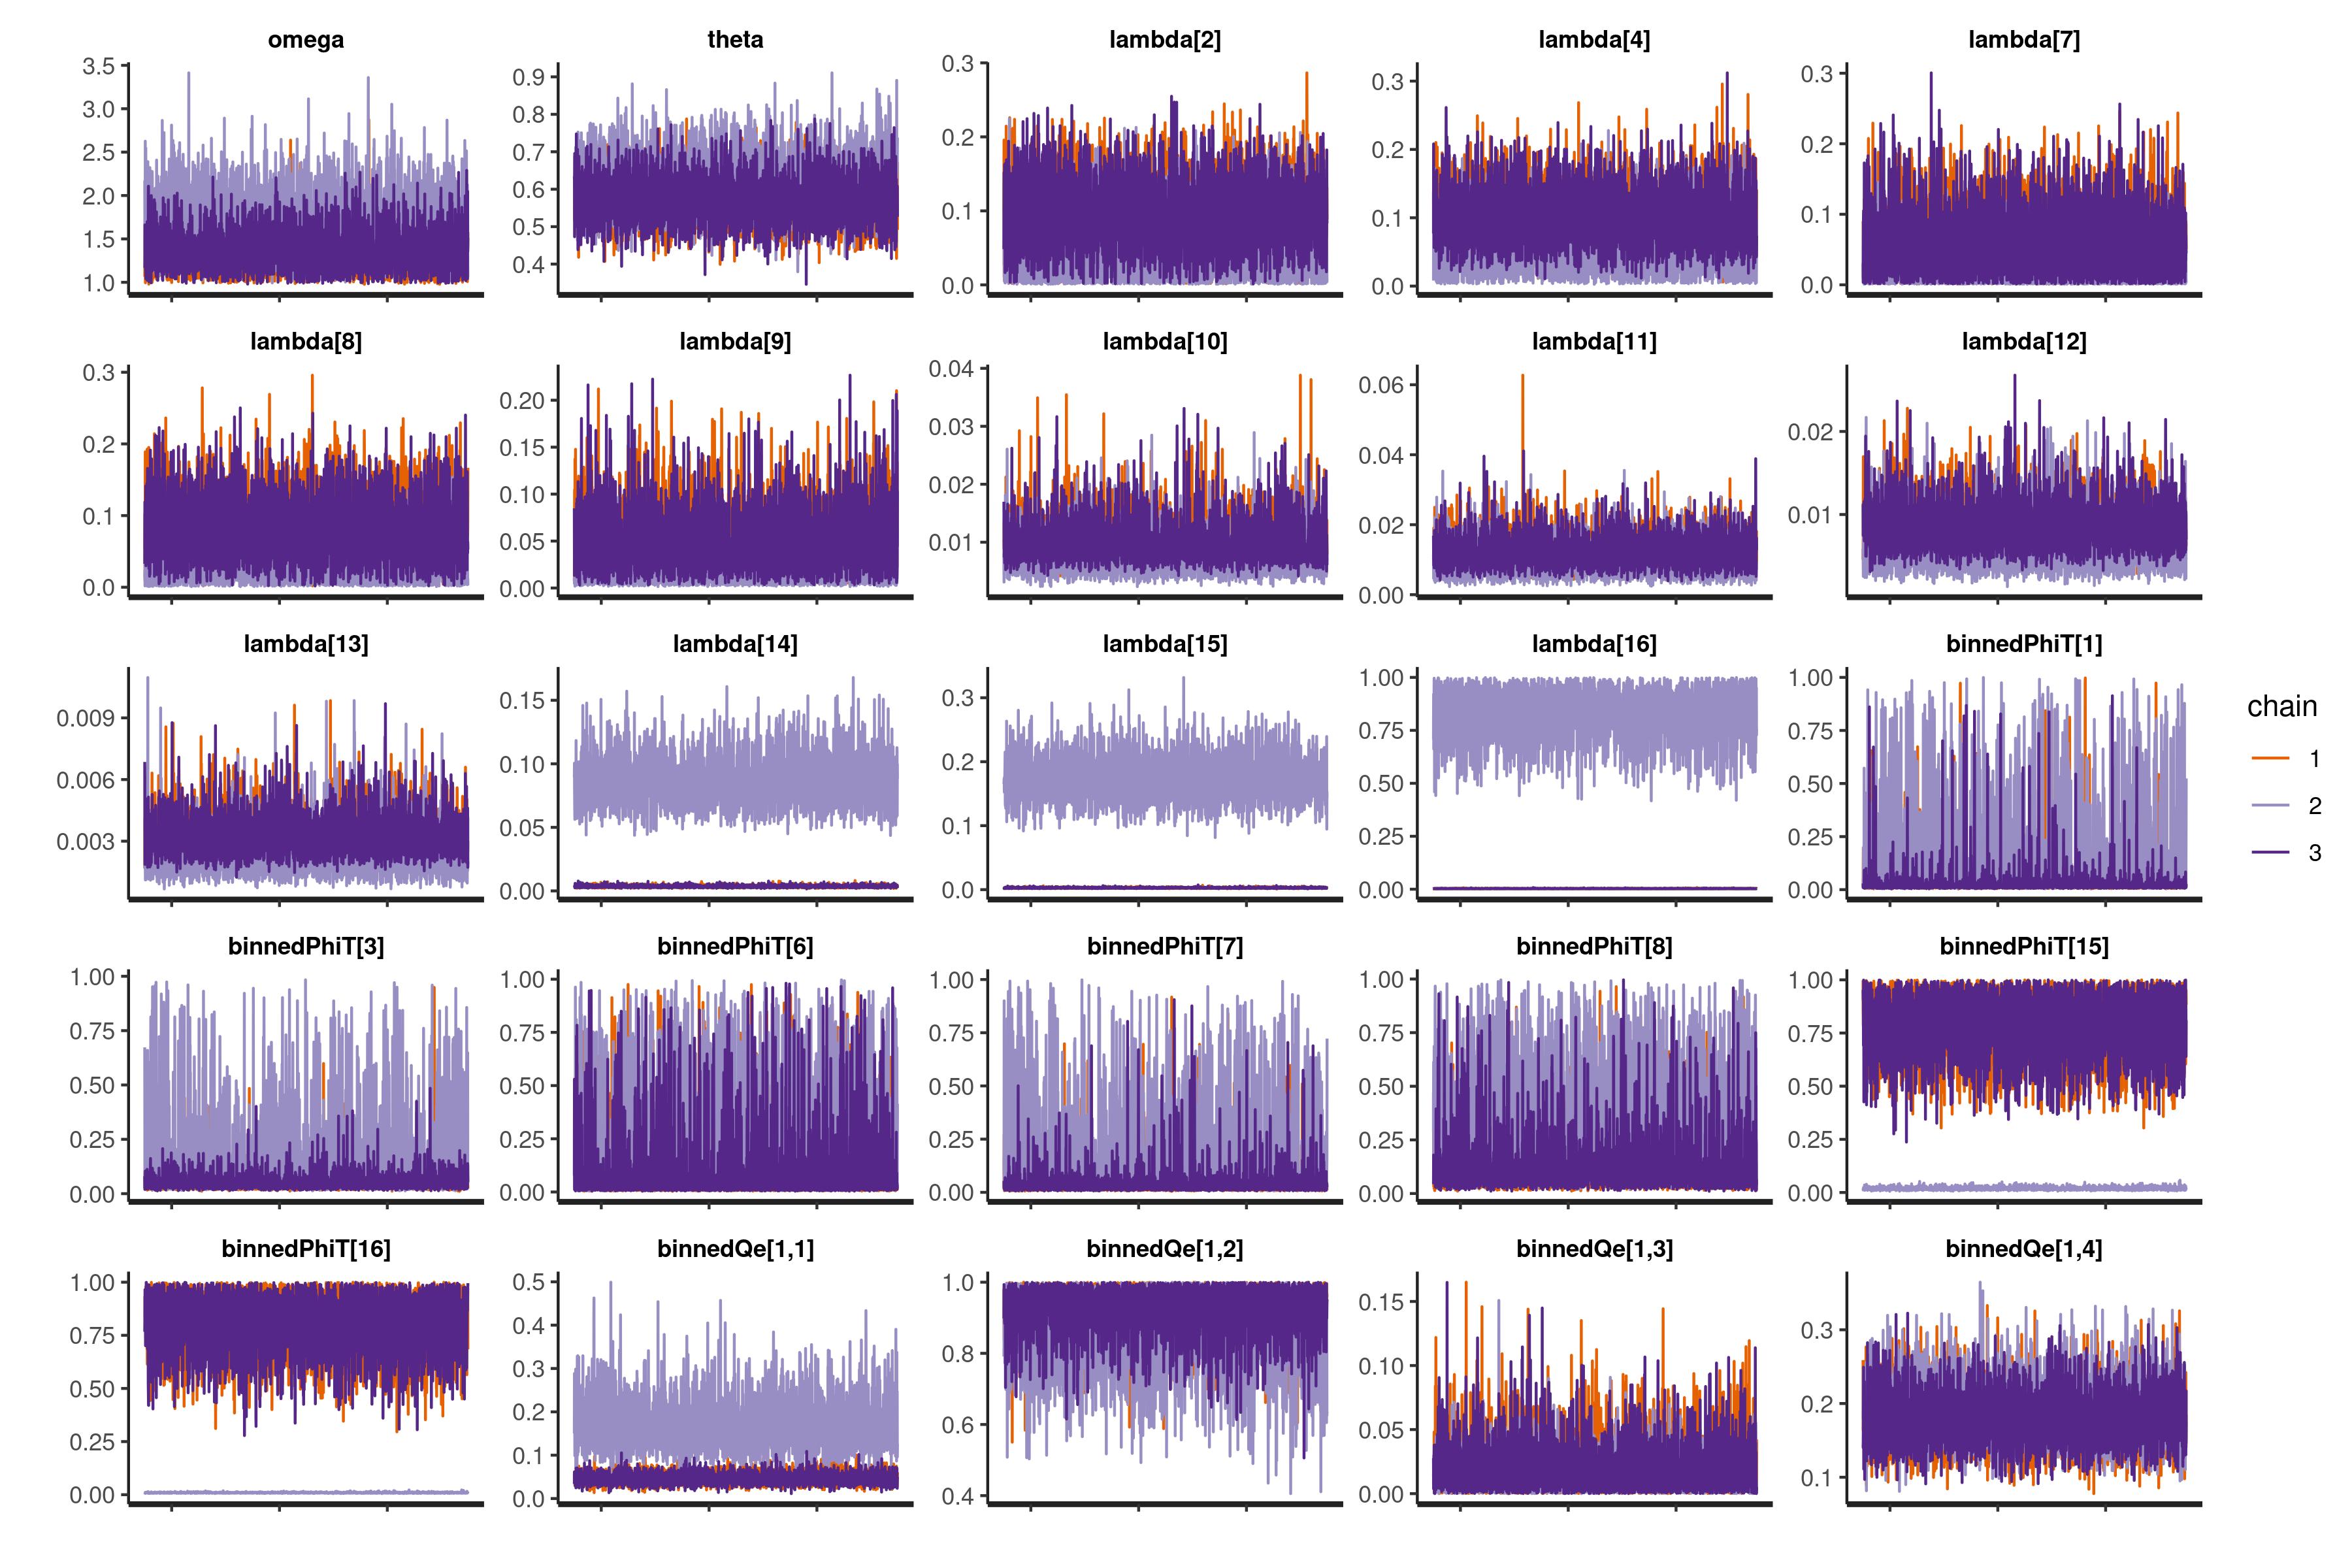 omega theta lambda[2] lambda[4] lambda[7]
3.5 3.0 2.5 2.0 1.5 1.0
0.9 0.8 0.7 0.6 0.5 0.4
0.3 0.2 0.1 0.0
0.3 0.2 0.1 0.0
0.3 0.2 0.1 0.0
lambda[8] lambda[9] lambda[10] lambda[11] lambda[12]
0.3 0.2 0.1 0.0
0.20 0.15 0.10 0.05 0.00
0.04 0.03 0.02 0.01
0.06 0.04 0.02 0.00
0.02 0.01
lambda[13] lambda[14] lambda[15] lambda[16] binnedPhiT[1]
0.009 0.006 0.003
0.15 0.10 0.05 0.00
0.3 0.2 0.1 0.0
1.00 0.75 0.50 0.25 0.00
1.00 0.75 0.50 0.25 0.00
binnedPhiT[3] binnedPhiT[6] binnedPhiT[7] binnedPhiT[8] binnedPhiT[15]
1.00 0.75 0.50 0.25 0.00
1.00 0.75 0.50 0.25 0.00
1.00 0.75 0.50 0.25 0.00
1.00 0.75 0.50 0.25 0.00
1.00 0.75 0.50 0.25 0.00
binnedPhiT[16] binnedQe[1,1] binnedQe[1,2] binnedQe[1,3] binnedQe[1,4]
1.00 0.75 0.50 0.25 0.00
0.5 0.4 0.3 0.2 0.1 0.0
1.0 0.8 0.6 0.4
0.15 0.10 0.05 0.00
0.3 0.2 0.1
chain
1
2
3